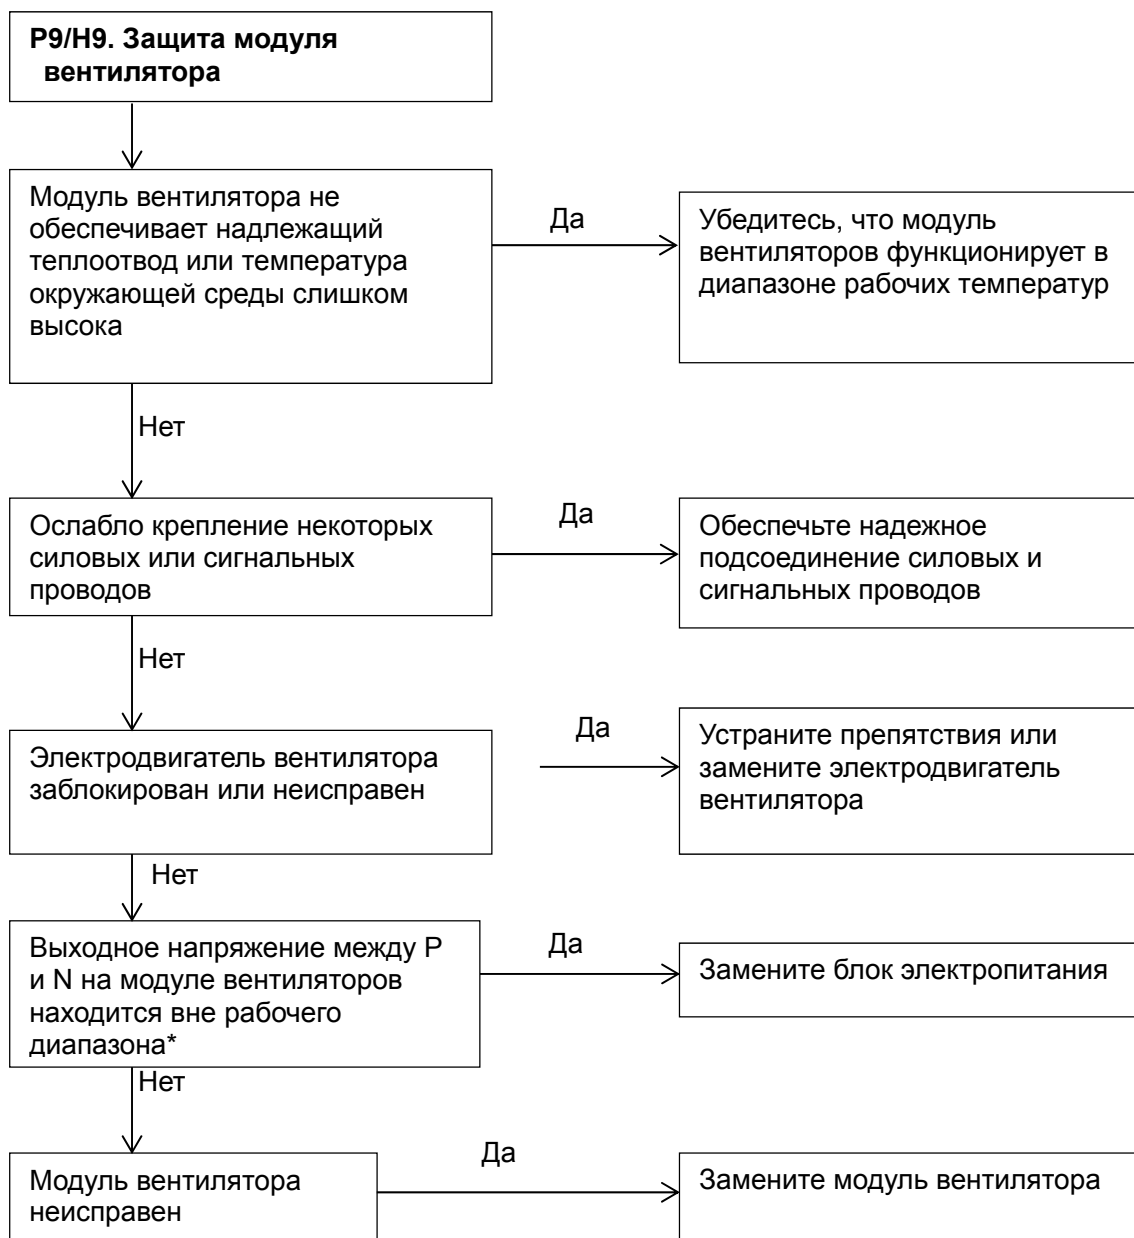 P9/H9. Защита модуля
вентилятора
Модуль вентилятора не
обеспечивает надлежащий
теплоотвод или температура
окружающей среды слишком
высока
Да
Убедитесь, что модуль
вентиляторов функционирует в
диапазоне рабочих температур
Нет
Ослабло крепление некоторых
силовых или сигнальных
проводов
Да
Обеспечьте надежное
подсоединение силовых и
сигнальных проводов
Нет
Электродвигатель вентилятора
заблокирован или неисправен
Да
Устраните препятствия или
замените электродвигатель
вентилятора
Нет
Выходное напряжение между P
и N на модуле вентиляторов
находится вне рабочего
диапазона*
Да
Замените блок электропитания
Нет
Модуль вентилятора
неисправен
Да
Замените модуль вентилятора